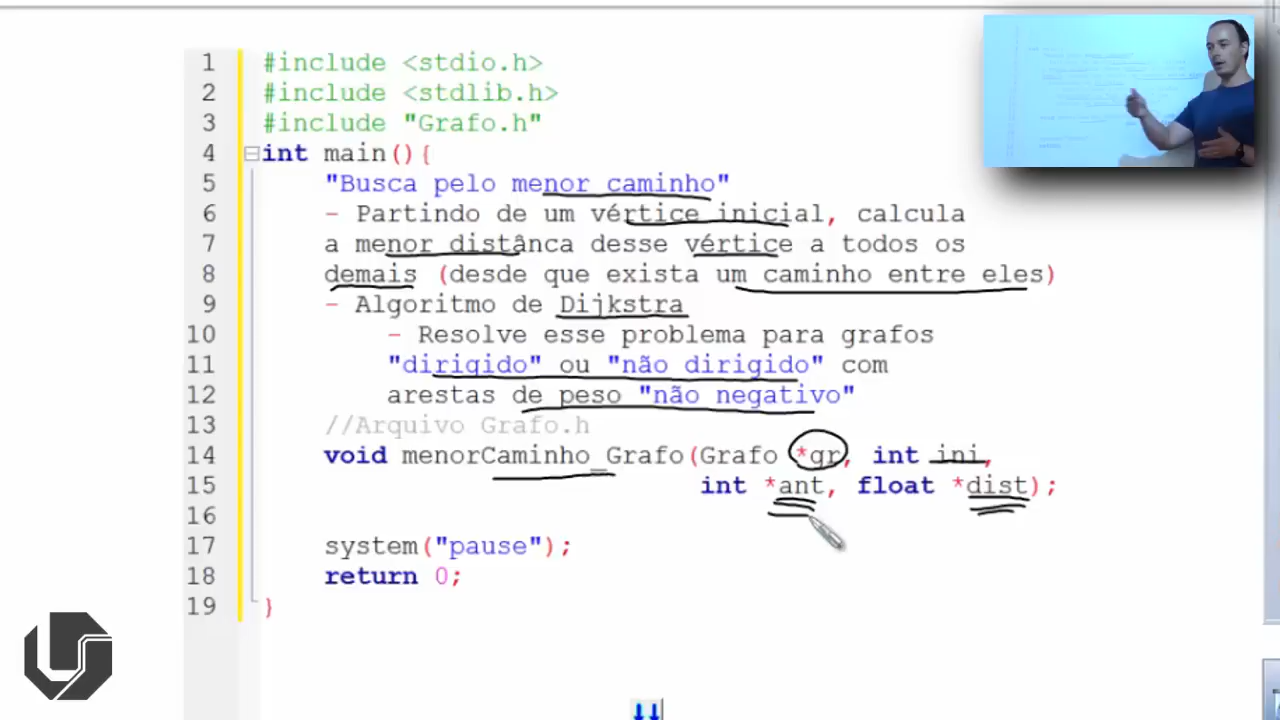 1 #include <stdio.h>
2 #include <stdlib.h>
3 #include "Grafo.h"
4 int main(){
5 "Busca pelo menor caminho"
6 - Partindo de um vértice inicial, calcula
7 a menor distânca desse vértice a todos os
8 demais (desde que exista um caminho entre eles)
9 - Algoritmo de Dijkstra
10 - Resolve esse problema para grafos
11 "dirigido" ou "não dirigido" com
12 arestas de peso "não negativo"
13 //Arquivo Grafo.h
14 void menorCaminho_Grafo(Grafo *gr, int ini,
15 int *ant, float *dist);
16
17 system("pause");
18 return 0;
19 }